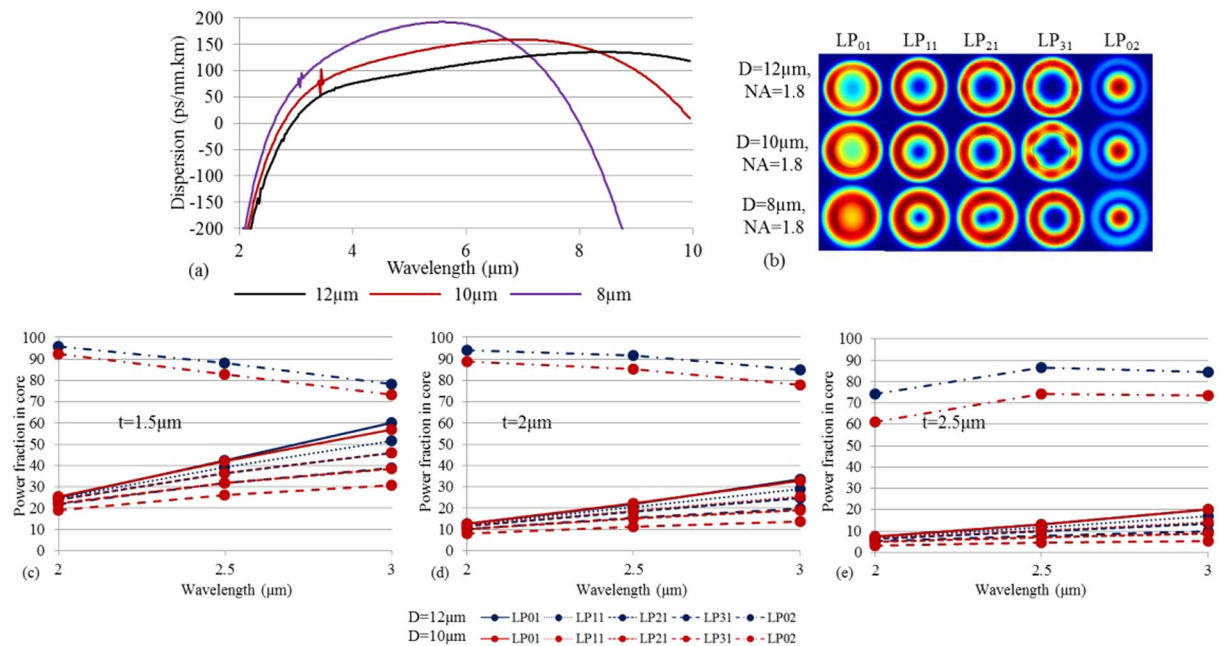 (a)
Dispersion (ps/nm.km)
200
150
100
50
0
-50
-100
-150
-200
2 4 6 8 10
Wavelength (μm)
12μm 10μm 8μm
(b)
LP01 LP11 LP21 LP31 LP02
D=12μm,
NA=1.8
D=10μm,
NA=1.8
D=8μm,
NA=1.8
(c)
Power fraction in core
100
90
80
70
60
50
40
30
20
10
0
t=1.5μm
2 2.5 3
Wavelength (μm)
(d)
Power fraction in core
100
90
80
70
60
50
40
30
20
10
0
t=2μm
2 2.5 3
Wavelength (μm)
(e)
Power fraction in core
100
90
80
70
60
50
40
30
20
10
0
t=2.5μm
2 2.5 3
Wavelength (μm)
D=12μm LP01 LP11 LP21 LP31 LP02
D=10μm LP01 LP11 LP21 LP31 LP02